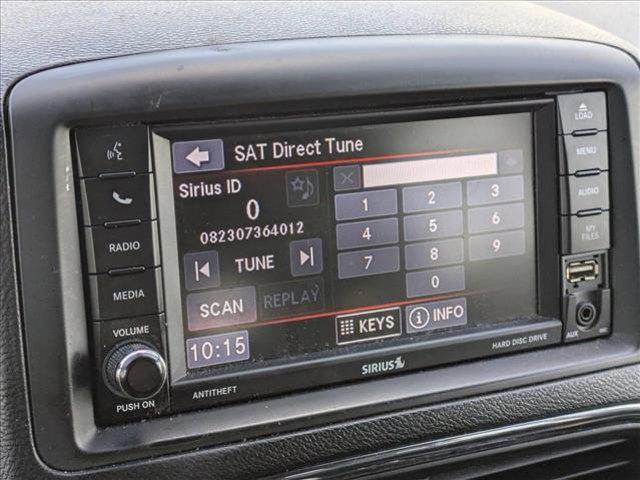 SAT Direct Tune
Sirius ID
0
082307364012
TUNE
SCAN
REPLAY
10:15
1 2 3
4 5 6
7 8 9
0
KEYS
i INFO
RADIO
MEDIA
VOLUME
PUSH ON
ANTITHEFT
SIRIUS
HARD DISC DRIVE
LOAD
MENU
AUDIO
MY
FILES
AUX